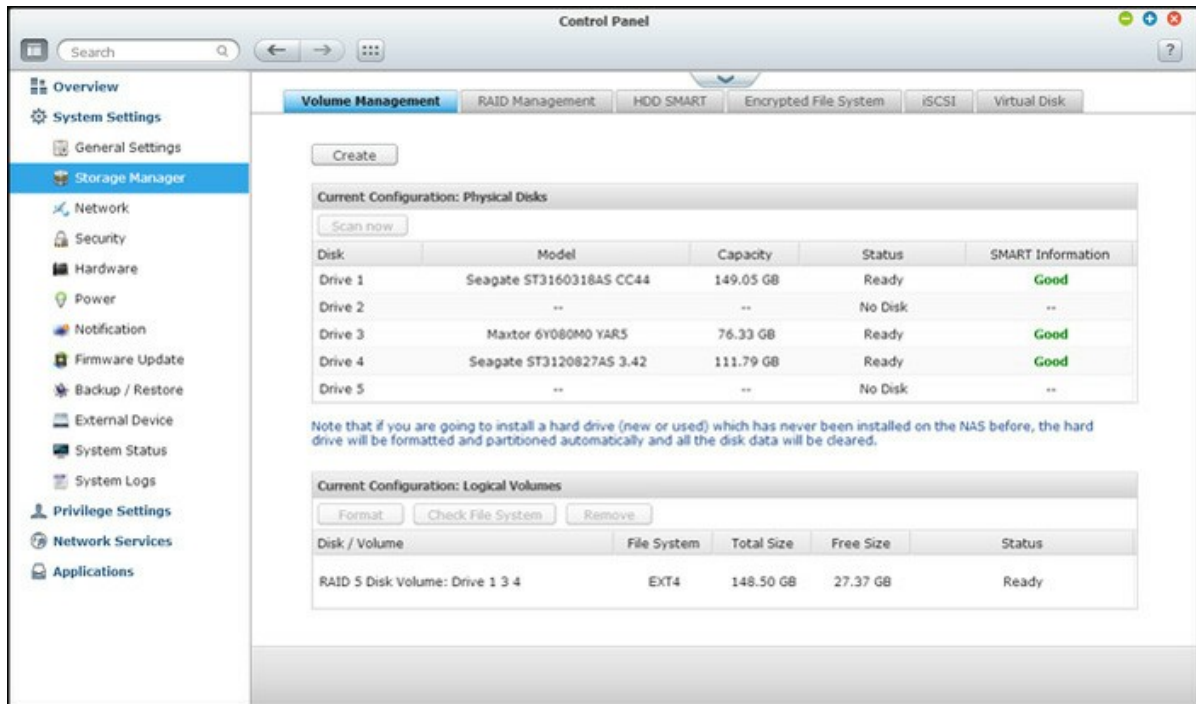 Control Panel
Search
?
Overview
System Settings
General Settings
Storage Manager
Network
Security
Hardware
Power
Notification
Firmware Update
Backup / Restore
External Device
System Status
System Logs
Privilege Settings
Network Services
Applications
Volume Management RAID Management HDD SMART Encrypted File System iSCSI Virtual Disk
Create
Current Configuration: Physical Disks
Scan now
Disk Model Capacity Status SMART Information
Drive 1 Seagate ST3160318AS CC44 149.05 GB Ready Good
Drive 2 -- -- No Disk --
Drive 3 Maxtor 6Y080M0 YAR5 76.33 GB Ready Good
Drive 4 Seagate ST3120827AS 3.42 111.79 GB Ready Good
Drive 5 -- -- No Disk --
Note that if you are going to install a hard drive (new or used) which has never been installed on the NAS before, the hard
drive will be formatted and partitioned automatically and all the disk data will be cleared.
Current Configuration: Logical Volumes
Format Check File System Remove
Disk / Volume File System Total Size Free Size Status
RAID 5 Disk Volume: Drive 1 3 4 EXT4 148.50 GB 27.37 GB Ready